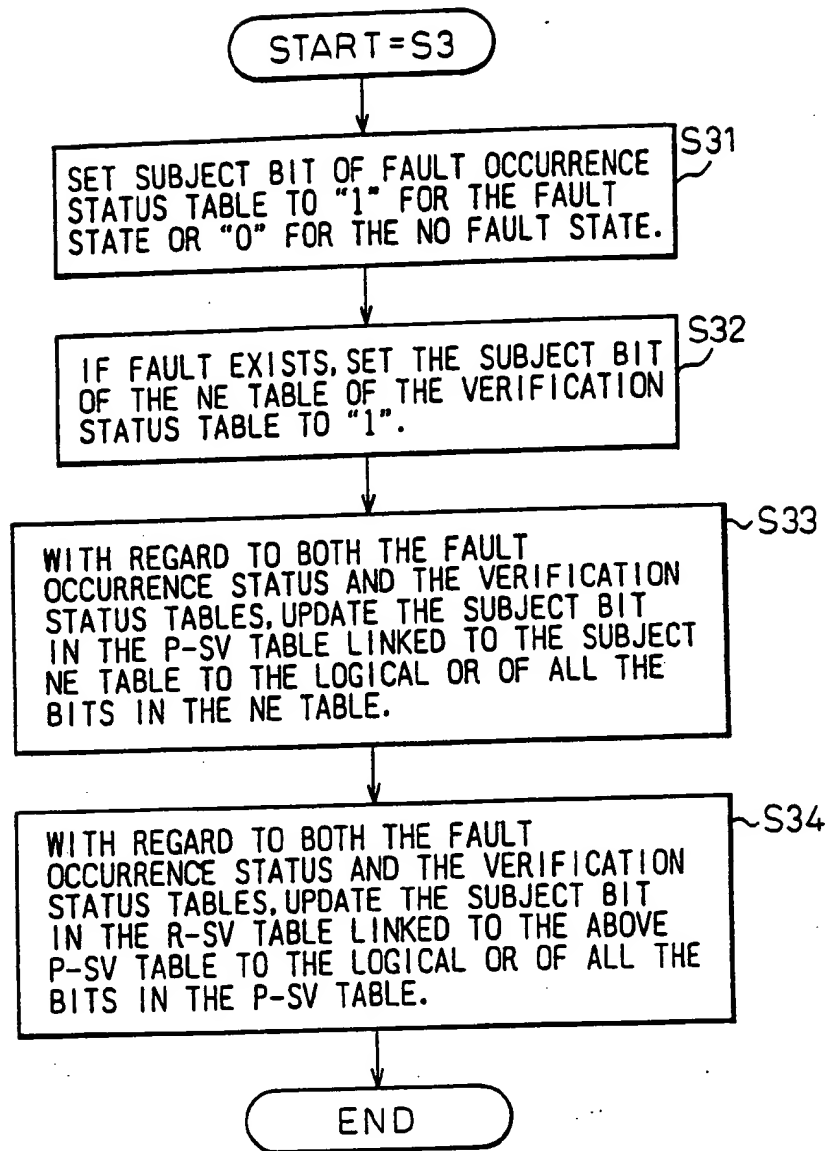 START=S3
S31
SET SUBJECT BIT OF FAULT OCCURRENCE
STATUS TABLE TO "1" FOR THE FAULT
STATE OR "0" FOR THE NO FAULT STATE.
S32
IF FAULT EXISTS, SET THE SUBJECT BIT
OF THE NE TABLE OF THE VERIFICATION
STATUS TABLE TO "1".
S33
WITH REGARD TO BOTH THE FAULT
OCCURRENCE STATUS AND THE VERIFICATION
STATUS TABLES, UPDATE THE SUBJECT BIT
IN THE P-SV TABLE LINKED TO THE SUBJECT
NE TABLE TO THE LOGICAL OR OF ALL THE
BITS IN THE NE TABLE.
S34
WITH REGARD TO BOTH THE FAULT
OCCURRENCE STATUS AND THE VERIFICATION
STATUS TABLES, UPDATE THE SUBJECT BIT
IN THE R-SV TABLE LINKED TO THE ABOVE
P-SV TABLE TO THE LOGICAL OR OF ALL THE
BITS IN THE P-SV TABLE.
END